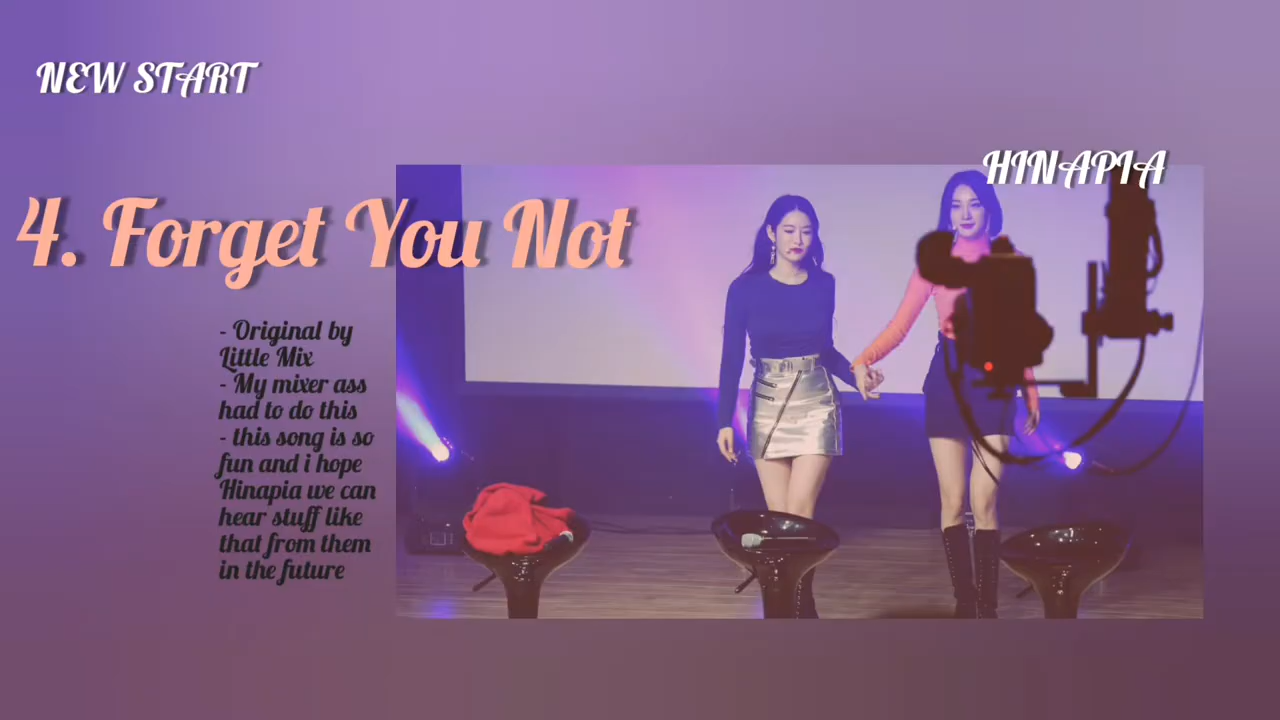 NEW START
HINAPIA
4. Forget You Not
- Original by
Little Mix
- My mixer ass
had to do this
- this song is so
fun and i hope
Hinapia we can
hear stuff like
that from them
in the future